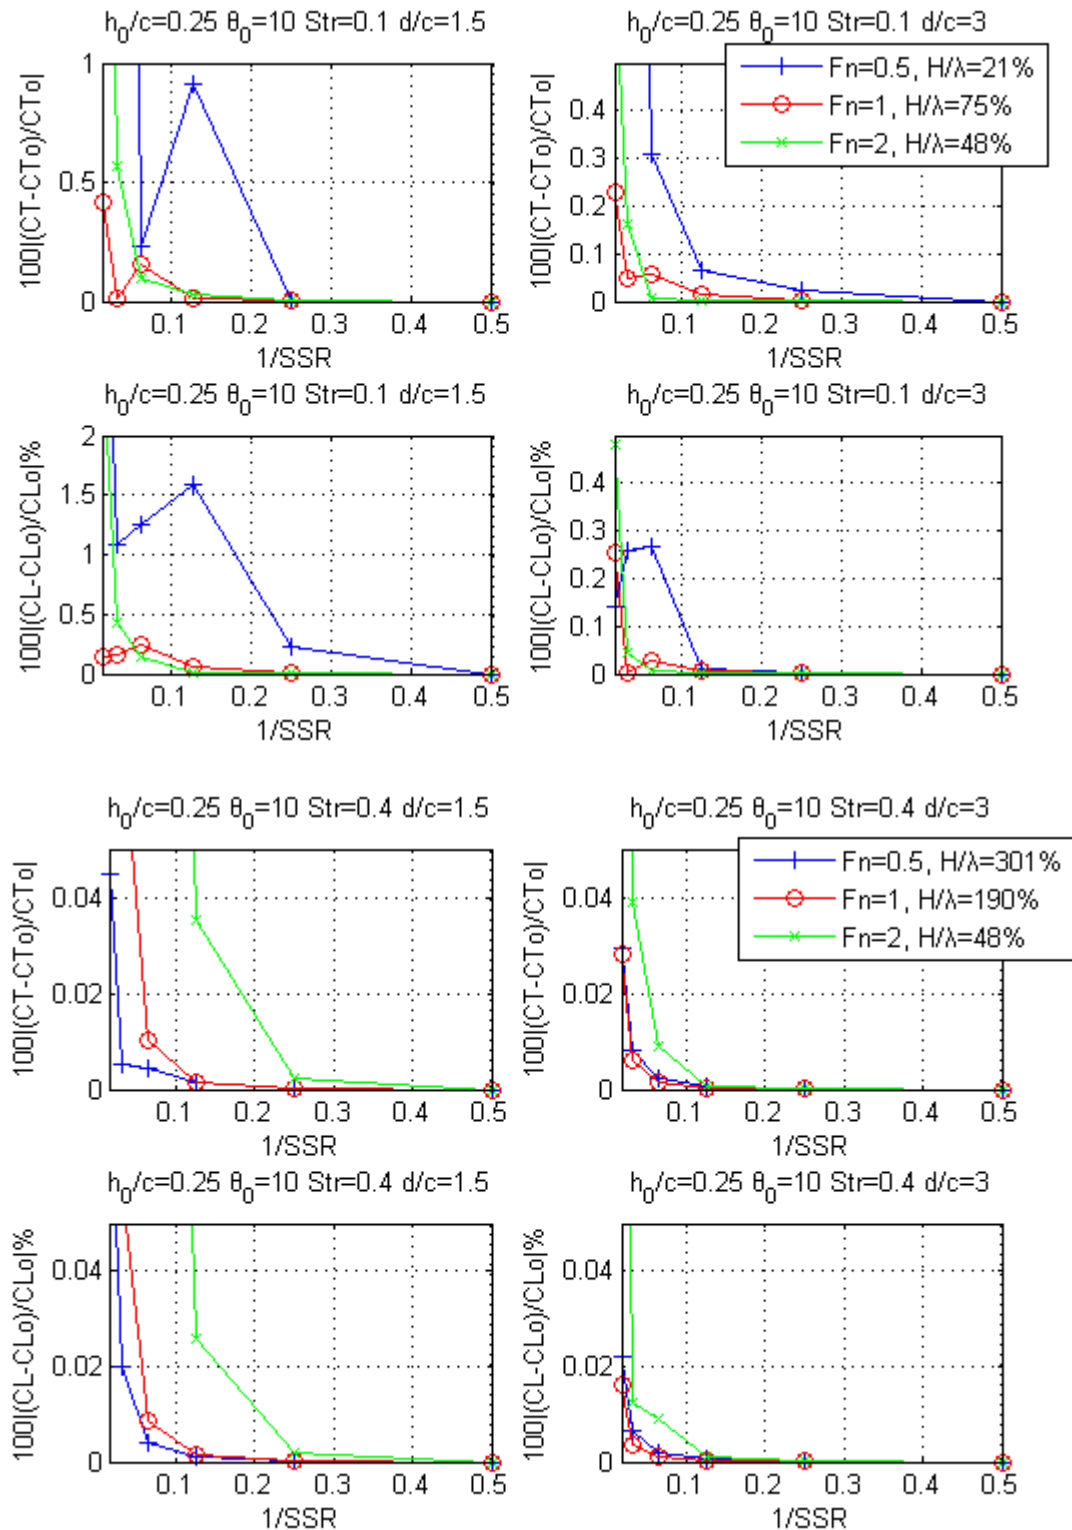 h0/c=0.25 θ0=10 Str=0.1 d/c=1.5
100|(CT-CTo)/CTo|
1
0.5
0
0.1 0.2 0.3 0.4 0.5
1/SSR
h0/c=0.25 θ0=10 Str=0.1 d/c=3
Fn=0.5, H/λ=21%
Fn=1, H/λ=75%
Fn=2, H/λ=48%
100|(CT-CTo)/CTo|
0.4
0.3
0.2
0.1
0
0.1 0.2 0.3 0.4 0.5
1/SSR
h0/c=0.25 θ0=10 Str=0.1 d/c=1.5
100|(CL-CLo)/CLo|%
2
1.5
1
0.5
0
0.1 0.2 0.3 0.4 0.5
1/SSR
h0/c=0.25 θ0=10 Str=0.1 d/c=3
100|(CL-CLo)/CLo|%
0.4
0.3
0.2
0.1
0
0.1 0.2 0.3 0.4 0.5
1/SSR
h0/c=0.25 θ0=10 Str=0.4 d/c=1.5
100|(CT-CTo)/CTo|
0.04
0.02
0
0.1 0.2 0.3 0.4 0.5
1/SSR
h0/c=0.25 θ0=10 Str=0.4 d/c=3
Fn=0.5, H/λ=301%
Fn=1, H/λ=190%
Fn=2, H/λ=48%
100|(CT-CTo)/CTo|
0.04
0.02
0
0.1 0.2 0.3 0.4 0.5
1/SSR
h0/c=0.25 θ0=10 Str=0.4 d/c=1.5
100|(CL-CLo)/CLo|%
0.04
0.02
0
0.1 0.2 0.3 0.4 0.5
1/SSR
h0/c=0.25 θ0=10 Str=0.4 d/c=3
100|(CL-CLo)/CLo|%
0.04
0.02
0
0.1 0.2 0.3 0.4 0.5
1/SSR